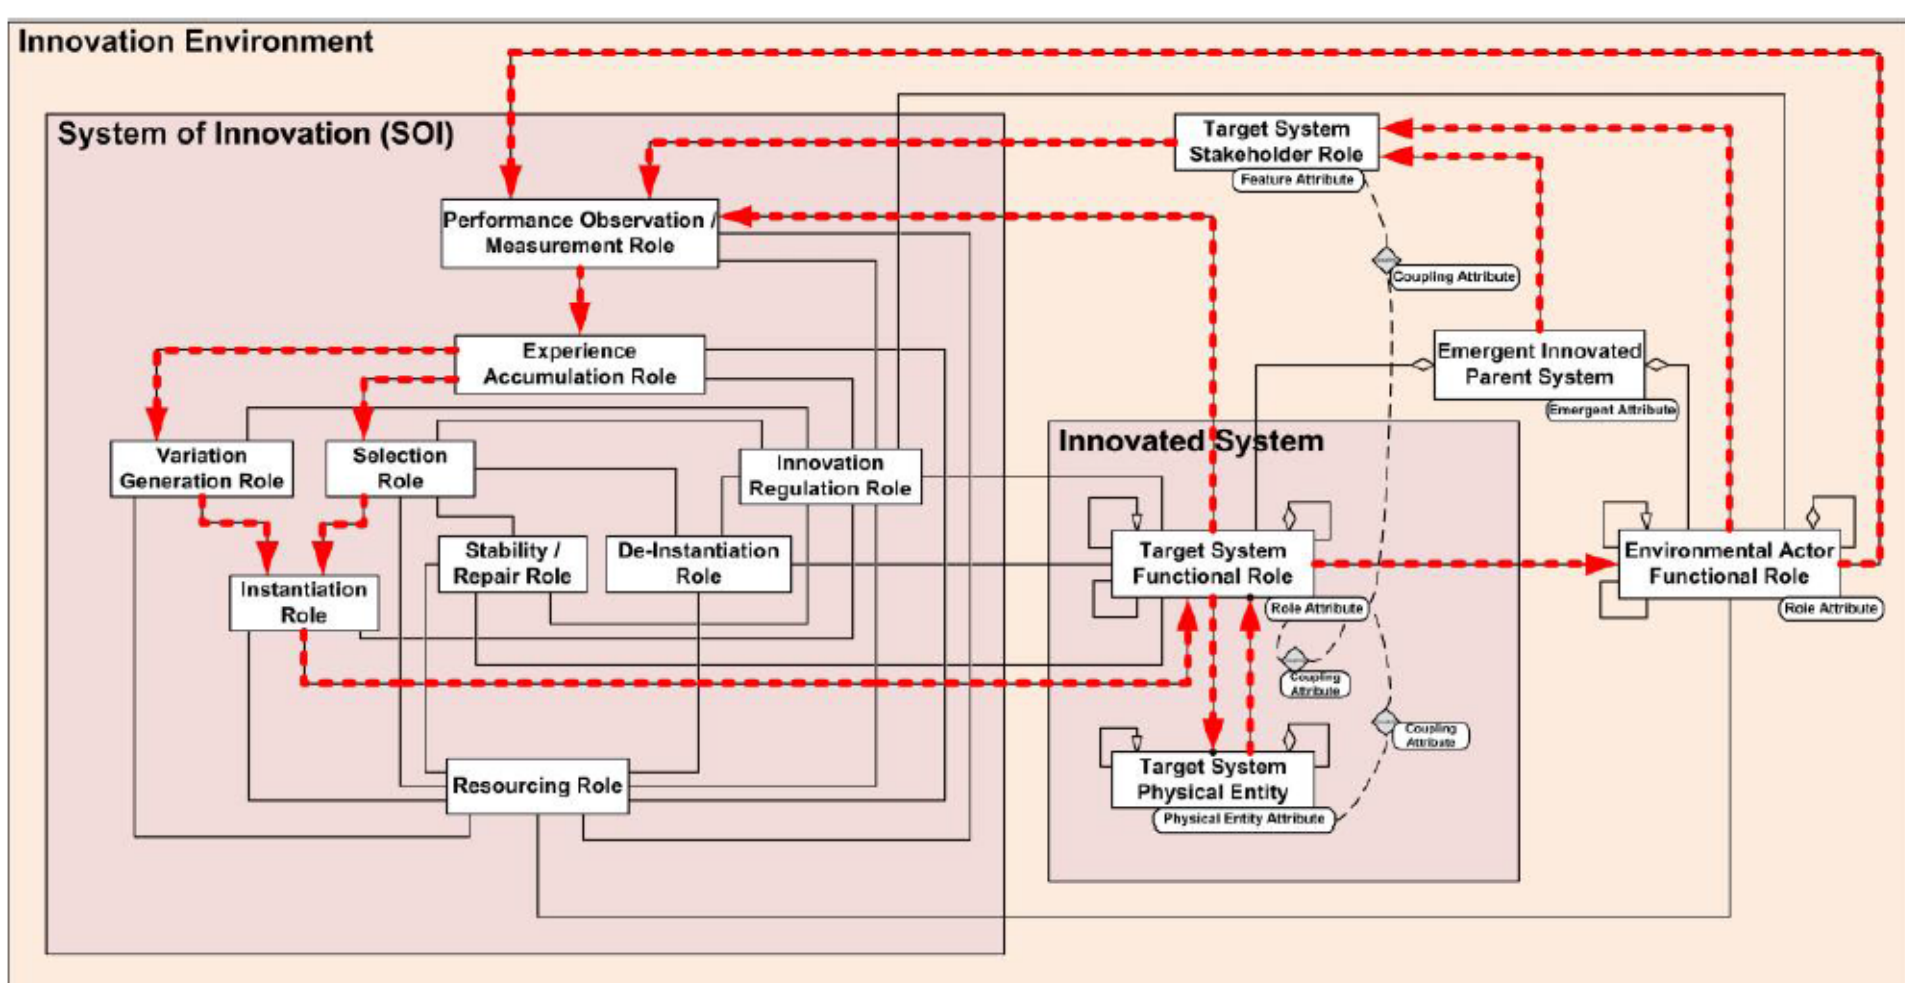 Innovation Environment
System of Innovation (SOI)
Target System
Stakeholder Role
Feature Attribute
Performance Observation /
Measurement Role
Coupling Attribute
Experience
Accumulation Role
Emergent Innovated
Parent System
Emergent Attribute
Innovated System
Variation
Generation Role
Selection
Role
Innovation
Regulation Role
Stability /
Repair Role
De-Instantiation
Role
Target System
Functional Role
Role Attribute
Environmental Actor
Functional Role
Role Attribute
Instantiation
Role
Coupling
Attribute
Coupling
Attribute
Resourcing Role
Target System
Physical Entity
Physical Entity Attribute